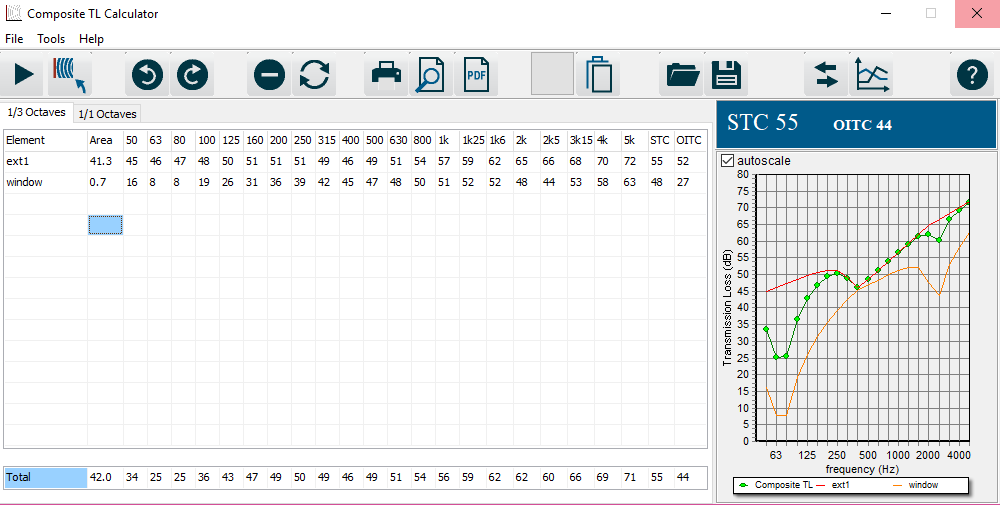 Composite TL Calculator
File Tools Help
PDF
?
1/3 Octaves 1/1 Octaves
Element Area 50 63 80 100 125 160 200 250 315 400 500 630 800 1k 1k25 1k6 2k 2k5 3k15 4k 5k STC OITC
ext1 41.3 45 46 47 48 50 51 51 51 49 46 49 51 54 57 59 62 65 66 68 70 72 55 52
window 0.7 16 8 8 19 26 31 36 39 42 45 47 48 50 51 52 52 48 44 53 58 63 48 27
Total 42.0 34 25 25 36 43 47 49 50 49 46 49 51 54 56 59 62 62 60 66 69 71 55 44
STC 55 OITC 44
autoscale
80
75
70
65
60
55
50
45
40
35
30
25
20
15
10
5
0
Transmission Loss (dB)
63 125 250 500 1000 2000 4000
frequency (Hz)
Composite TL ext1 window